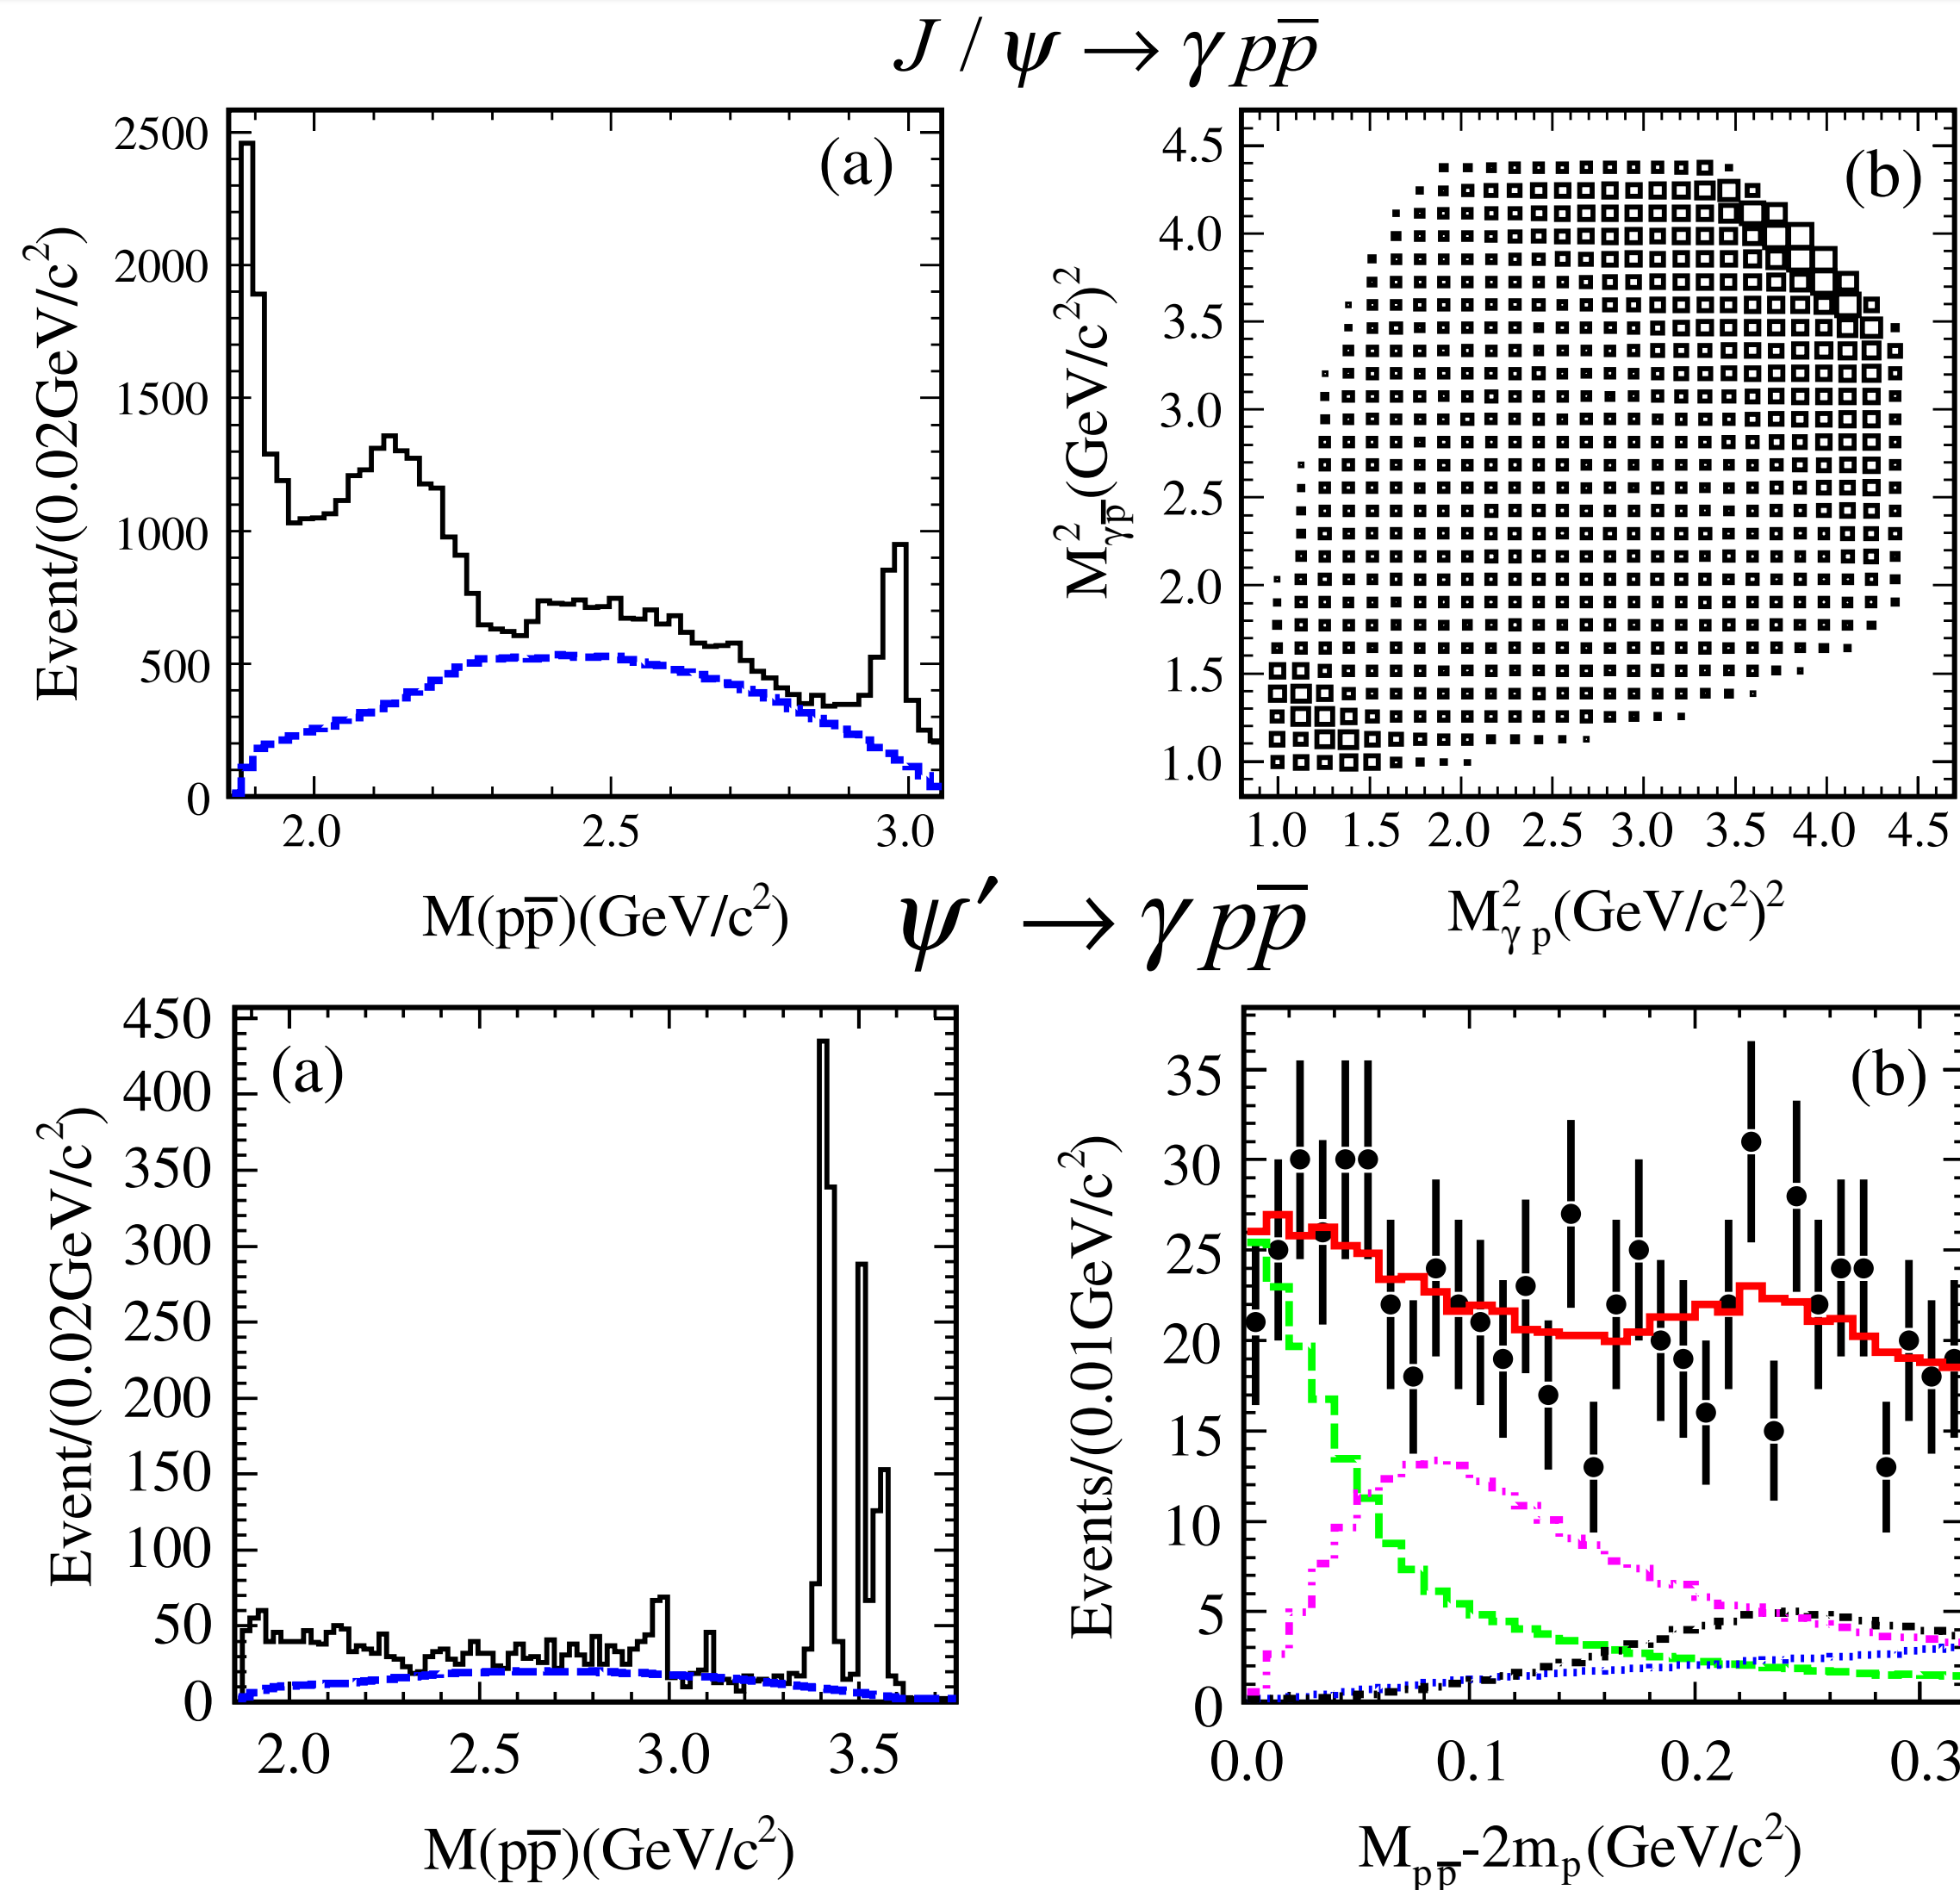 J / ψ → γ p p̅
2500
2000
1500
1000
500
0
Event/(0.02GeV/c²)
(a)
2.0 2.5 3.0
M(pp̅)(GeV/c²)
4.5
4.0
3.5
3.0
2.5
2.0
1.5
1.0
M²γp̅(GeV/c²)²
(b)
1.0 1.5 2.0 2.5 3.0 3.5 4.0 4.5
M²γp(GeV/c²)²
ψ′ → γ p p̅
450
400
350
300
250
200
150
100
50
0
Event/(0.02GeV/c²)
(a)
2.0 2.5 3.0 3.5
M(pp̅)(GeV/c²)
35
30
25
20
15
10
5
0
Events/(0.01GeV/c²)
(b)
0.0 0.1 0.2 0.3
Mpp̅-2mp(GeV/c²)